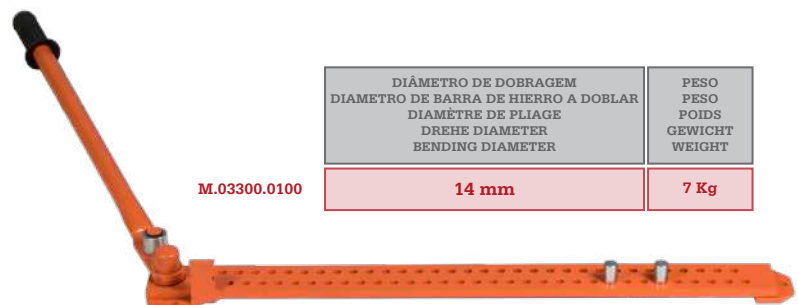 DIÂMETRO DE DOBRAGEM
DIAMETRO DE BARRA DE HIERRO A DOBLAR
DIAMÈTRE DE PLIAGE
DREHE DIAMETER
BENDING DIAMETER
PESO
PESO
POIDS
GEWICHT
WEIGHT
M.03300.0100
14 mm
7 Kg